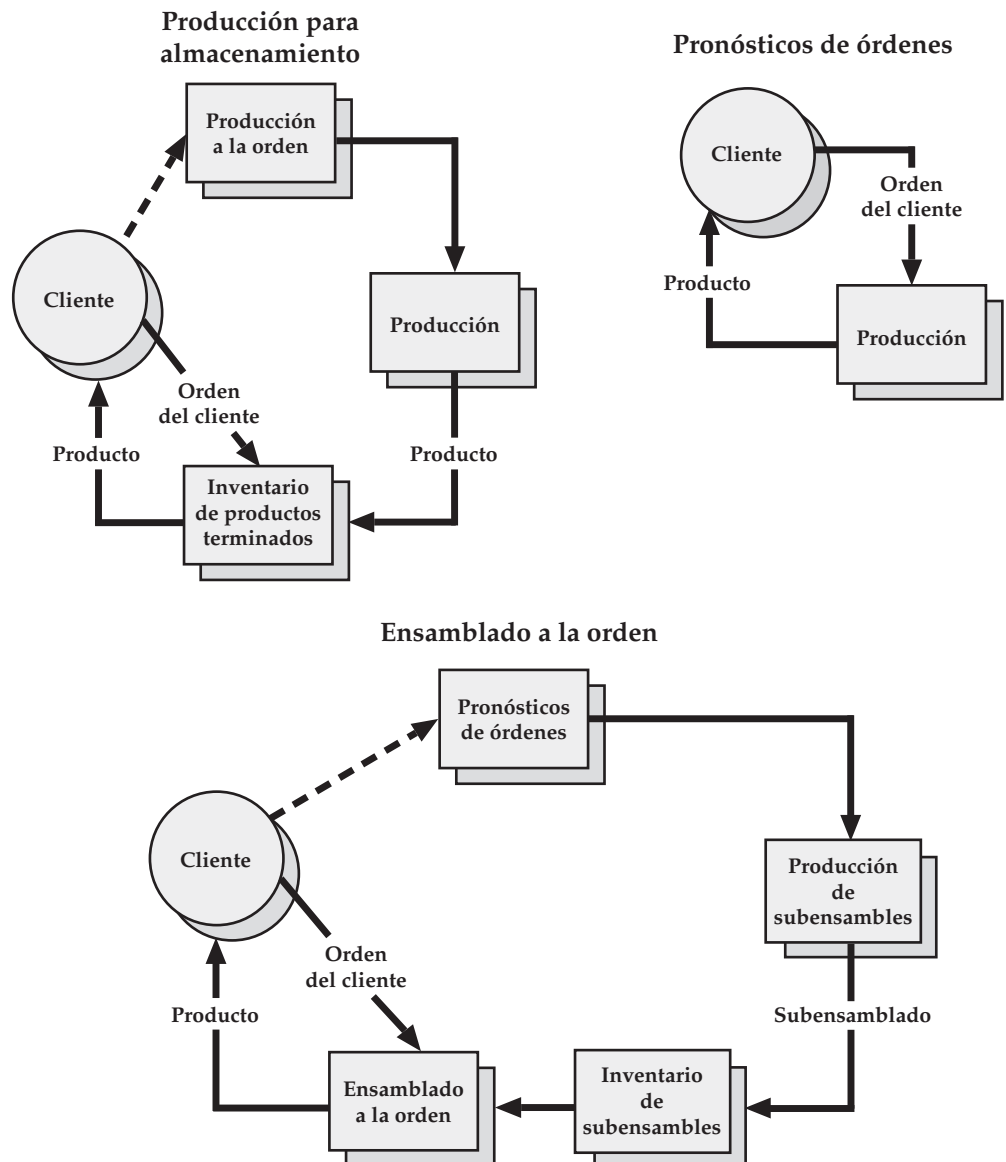 Producción para
almacenamiento
Producción
a la orden
Cliente
Producción
Orden
del cliente
Producto
Producto
Inventario
de productos
terminados
Pronósticos de órdenes
Cliente
Orden
del cliente
Producto
Producción
Ensamblado a la orden
Pronósticos
de órdenes
Cliente
Producción
de
subensambles
Orden
del cliente
Producto
Subensamblado
Ensamblado
a la orden
Inventario
de
subensambles